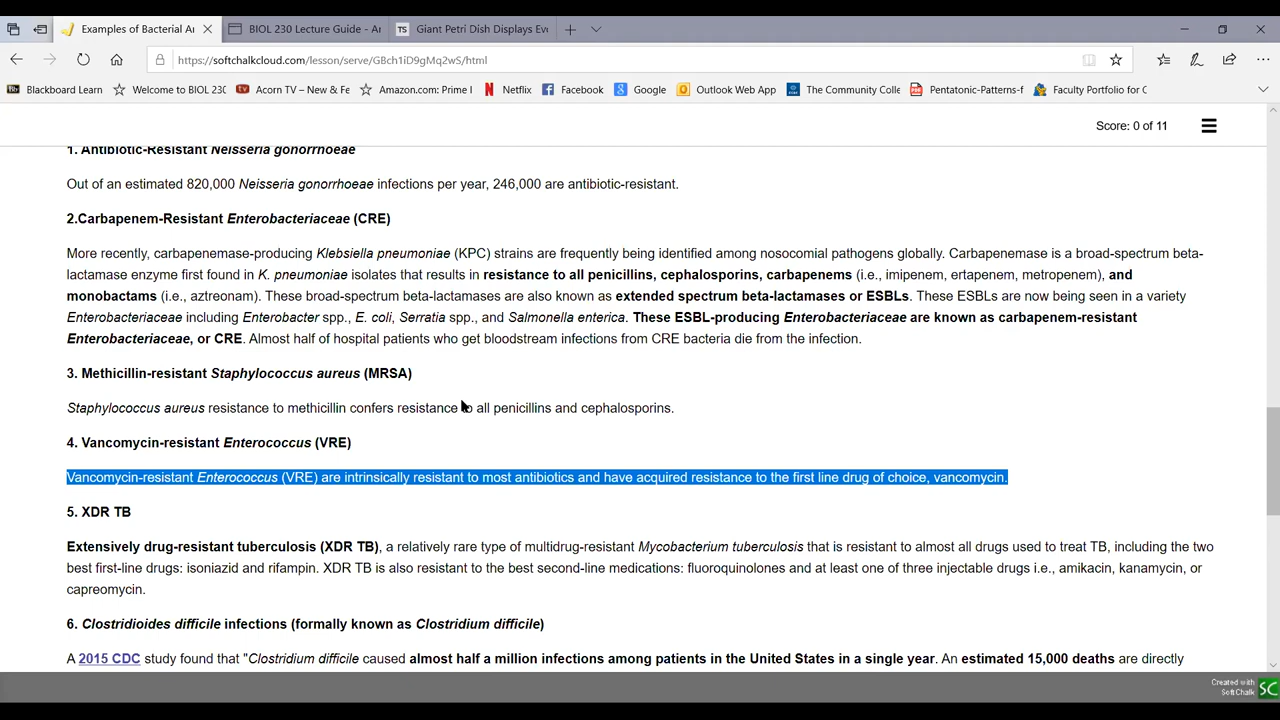 Examples of Bacterial Ar
BIOL 230 Lecture Guide - Ar
TS Giant Petri Dish Displays Evo
https://softchalkcloud.com/lesson/serve/GBch1iD9gMq2wS/html
Bb Blackboard Learn Welcome to BIOL 230 Acorn TV – New & Fe Amazon.com: Prime I Netflix Facebook Google Outlook Web App The Community Colle Pentatonic-Patterns-f Faculty Portfolio for C
Score: 0 of 11
1. Antibiotic-Resistant Neisseria gonorrhoeae
Out of an estimated 820,000 Neisseria gonorrhoeae infections per year, 246,000 are antibiotic-resistant.
2.Carbapenem-Resistant Enterobacteriaceae (CRE)
More recently, carbapenemase-producing Klebsiella pneumoniae (KPC) strains are frequently being identified among nosocomial pathogens globally. Carbapenemase is a broad-spectrum beta-
lactamase enzyme first found in K. pneumoniae isolates that results in resistance to all penicillins, cephalosporins, carbapenems (i.e., imipenem, ertapenem, metropenem), and
monobactams (i.e., aztreonam). These broad-spectrum beta-lactamases are also known as extended spectrum beta-lactamases or ESBLs. These ESBLs are now being seen in a variety
Enterobacteriaceae including Enterobacter spp., E. coli, Serratia spp., and Salmonella enterica. These ESBL-producing Enterobacteriaceae are known as carbapenem-resistant
Enterobacteriaceae, or CRE. Almost half of hospital patients who get bloodstream infections from CRE bacteria die from the infection.
3. Methicillin-resistant Staphylococcus aureus (MRSA)
Staphylococcus aureus resistance to methicillin confers resistance to all penicillins and cephalosporins.
4. Vancomycin-resistant Enterococcus (VRE)
Vancomycin-resistant Enterococcus (VRE) are intrinsically resistant to most antibiotics and have acquired resistance to the first line drug of choice, vancomycin.
5. XDR TB
Extensively drug-resistant tuberculosis (XDR TB), a relatively rare type of multidrug-resistant Mycobacterium tuberculosis that is resistant to almost all drugs used to treat TB, including the two
best first-line drugs: isoniazid and rifampin. XDR TB is also resistant to the best second-line medications: fluoroquinolones and at least one of three injectable drugs i.e., amikacin, kanamycin, or
capreomycin.
6. Clostridioides difficile infections (formally known as Clostridium difficile)
A 2015 CDC study found that "Clostridium difficile caused almost half a million infections among patients in the United States in a single year. An estimated 15,000 deaths are directly
Created with
SoftChalk SC